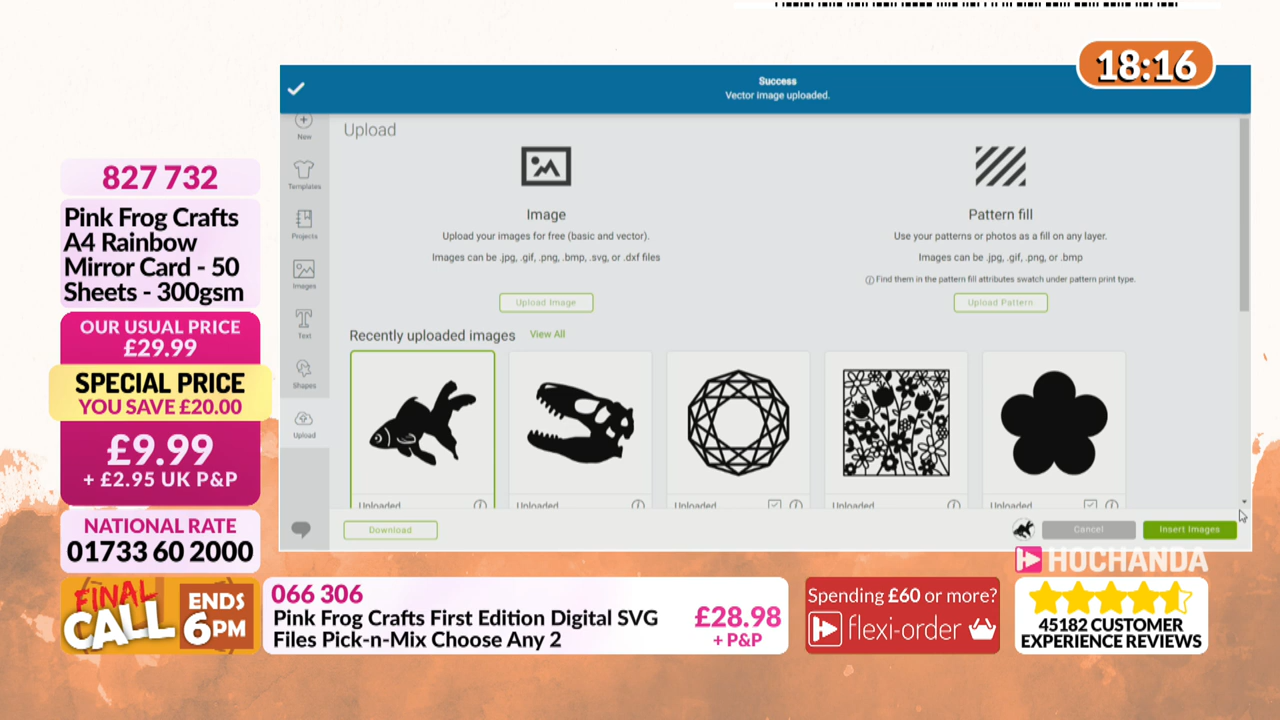 18:16
Success
Vector image uploaded.
New
Templates
Projects
Images
Text
Shapes
Upload
Upload
Image
Upload your images for free (basic and vector).
Images can be .jpg, .gif, .png, .bmp, .svg, or .dxf files
Upload Image
Pattern fill
Use your patterns or photos as a fill on any layer.
Images can be .jpg, .gif, .png, or .bmp
Find them in the pattern fill attributes swatch under pattern print type.
Upload Pattern
Recently uploaded images View All
Uploaded
Uploaded
Uploaded
Uploaded
Uploaded
Download
Cancel
Insert Images
827 732
Pink Frog Crafts
A4 Rainbow
Mirror Card - 50
Sheets - 300gsm
OUR USUAL PRICE
£29.99
SPECIAL PRICE
YOU SAVE £20.00
£9.99
+ £2.95 UK P&P
NATIONAL RATE
01733 60 2000
HOCHANDA
FINAL
CALL
ENDS
6PM
066 306
Pink Frog Crafts First Edition Digital SVG
Files Pick-n-Mix Choose Any 2
£28.98
+ P&P
Spending £60 or more?
flexi-order
45182 CUSTOMER
EXPERIENCE REVIEWS